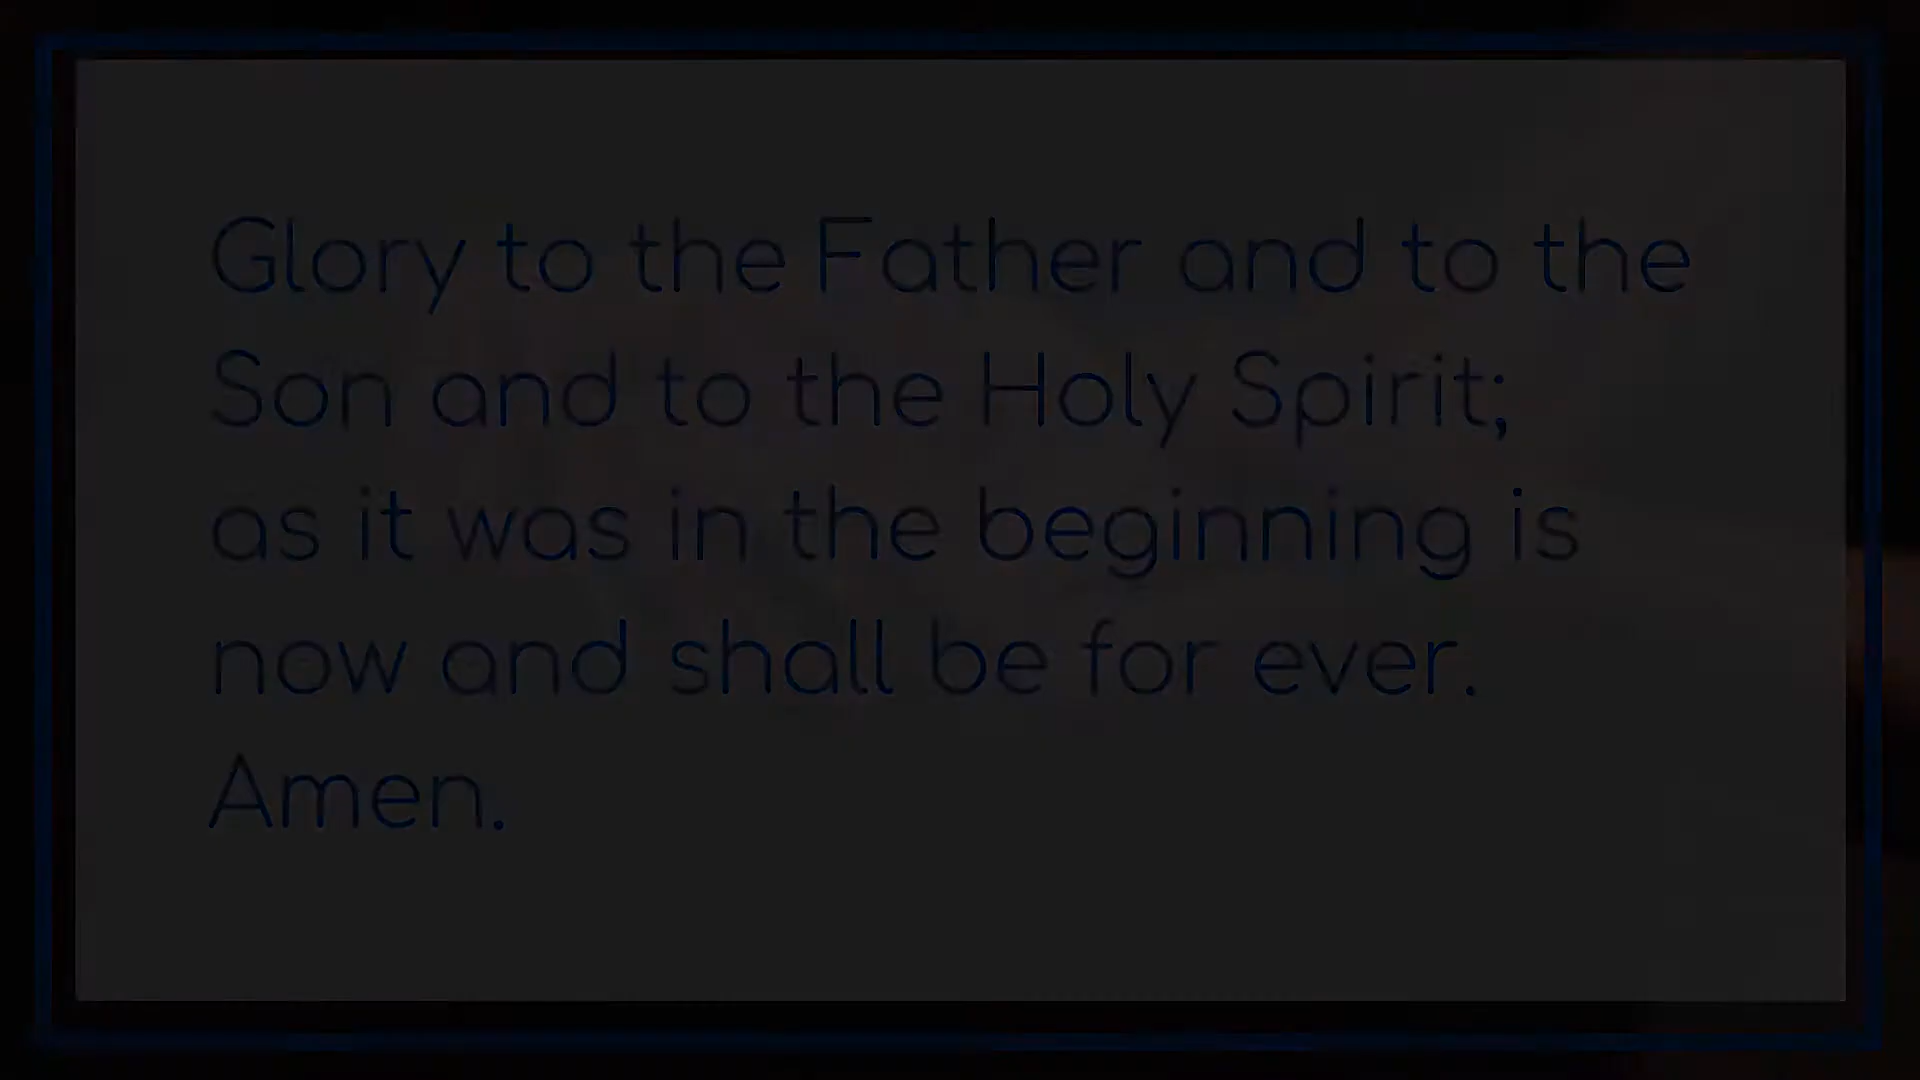 Glory to the Father and to the
Son and to the Holy Spirit;
as it was in the beginning is
now and shall be for ever.
Amen.